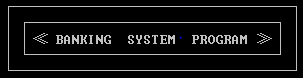 ≪ BANKING SYSTEM PROGRAM ≫